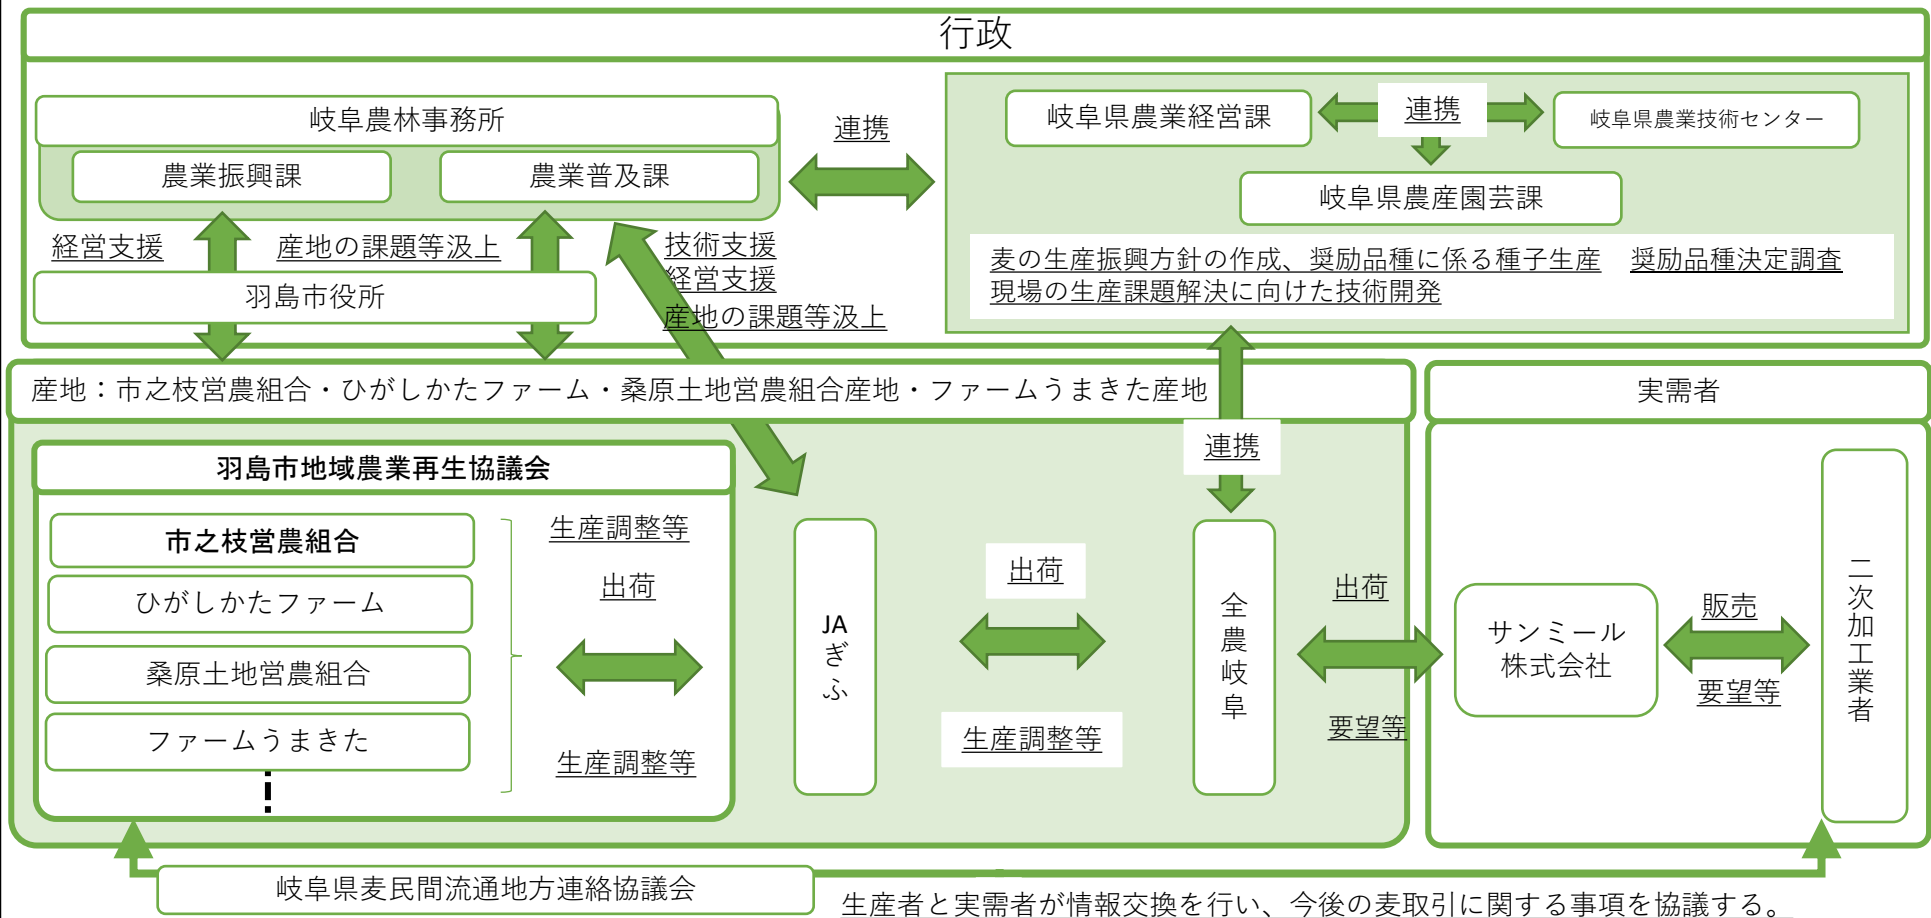 行政
岐阜農林事務所
農業振興課
農業普及課
連携
岐阜県農業経営課
連携
岐阜県農業技術センター
岐阜県農産園芸課
麦の生産振興方針の作成、奨励品種に係る種子生産　奨励品種決定調査
現場の生産課題解決に向けた技術開発
経営支援
産地の課題等汲上
技術支援
経営支援
産地の課題等汲上
羽島市役所
産地：市之枝営農組合・ひがしかたファーム・桑原土地営農組合産地・ファームうまきた産地
実需者
連携
羽島市地域農業再生協議会
市之枝営農組合
ひがしかたファーム
桑原土地営農組合
ファームうまきた
生産調整等
出荷
生産調整等
JAぎふ
出荷
生産調整等
全農岐阜
出荷
要望等
サンミール
株式会社
販売
要望等
二次加工業者
岐阜県麦民間流通地方連絡協議会
生産者と実需者が情報交換を行い、今後の麦取引に関する事項を協議する。